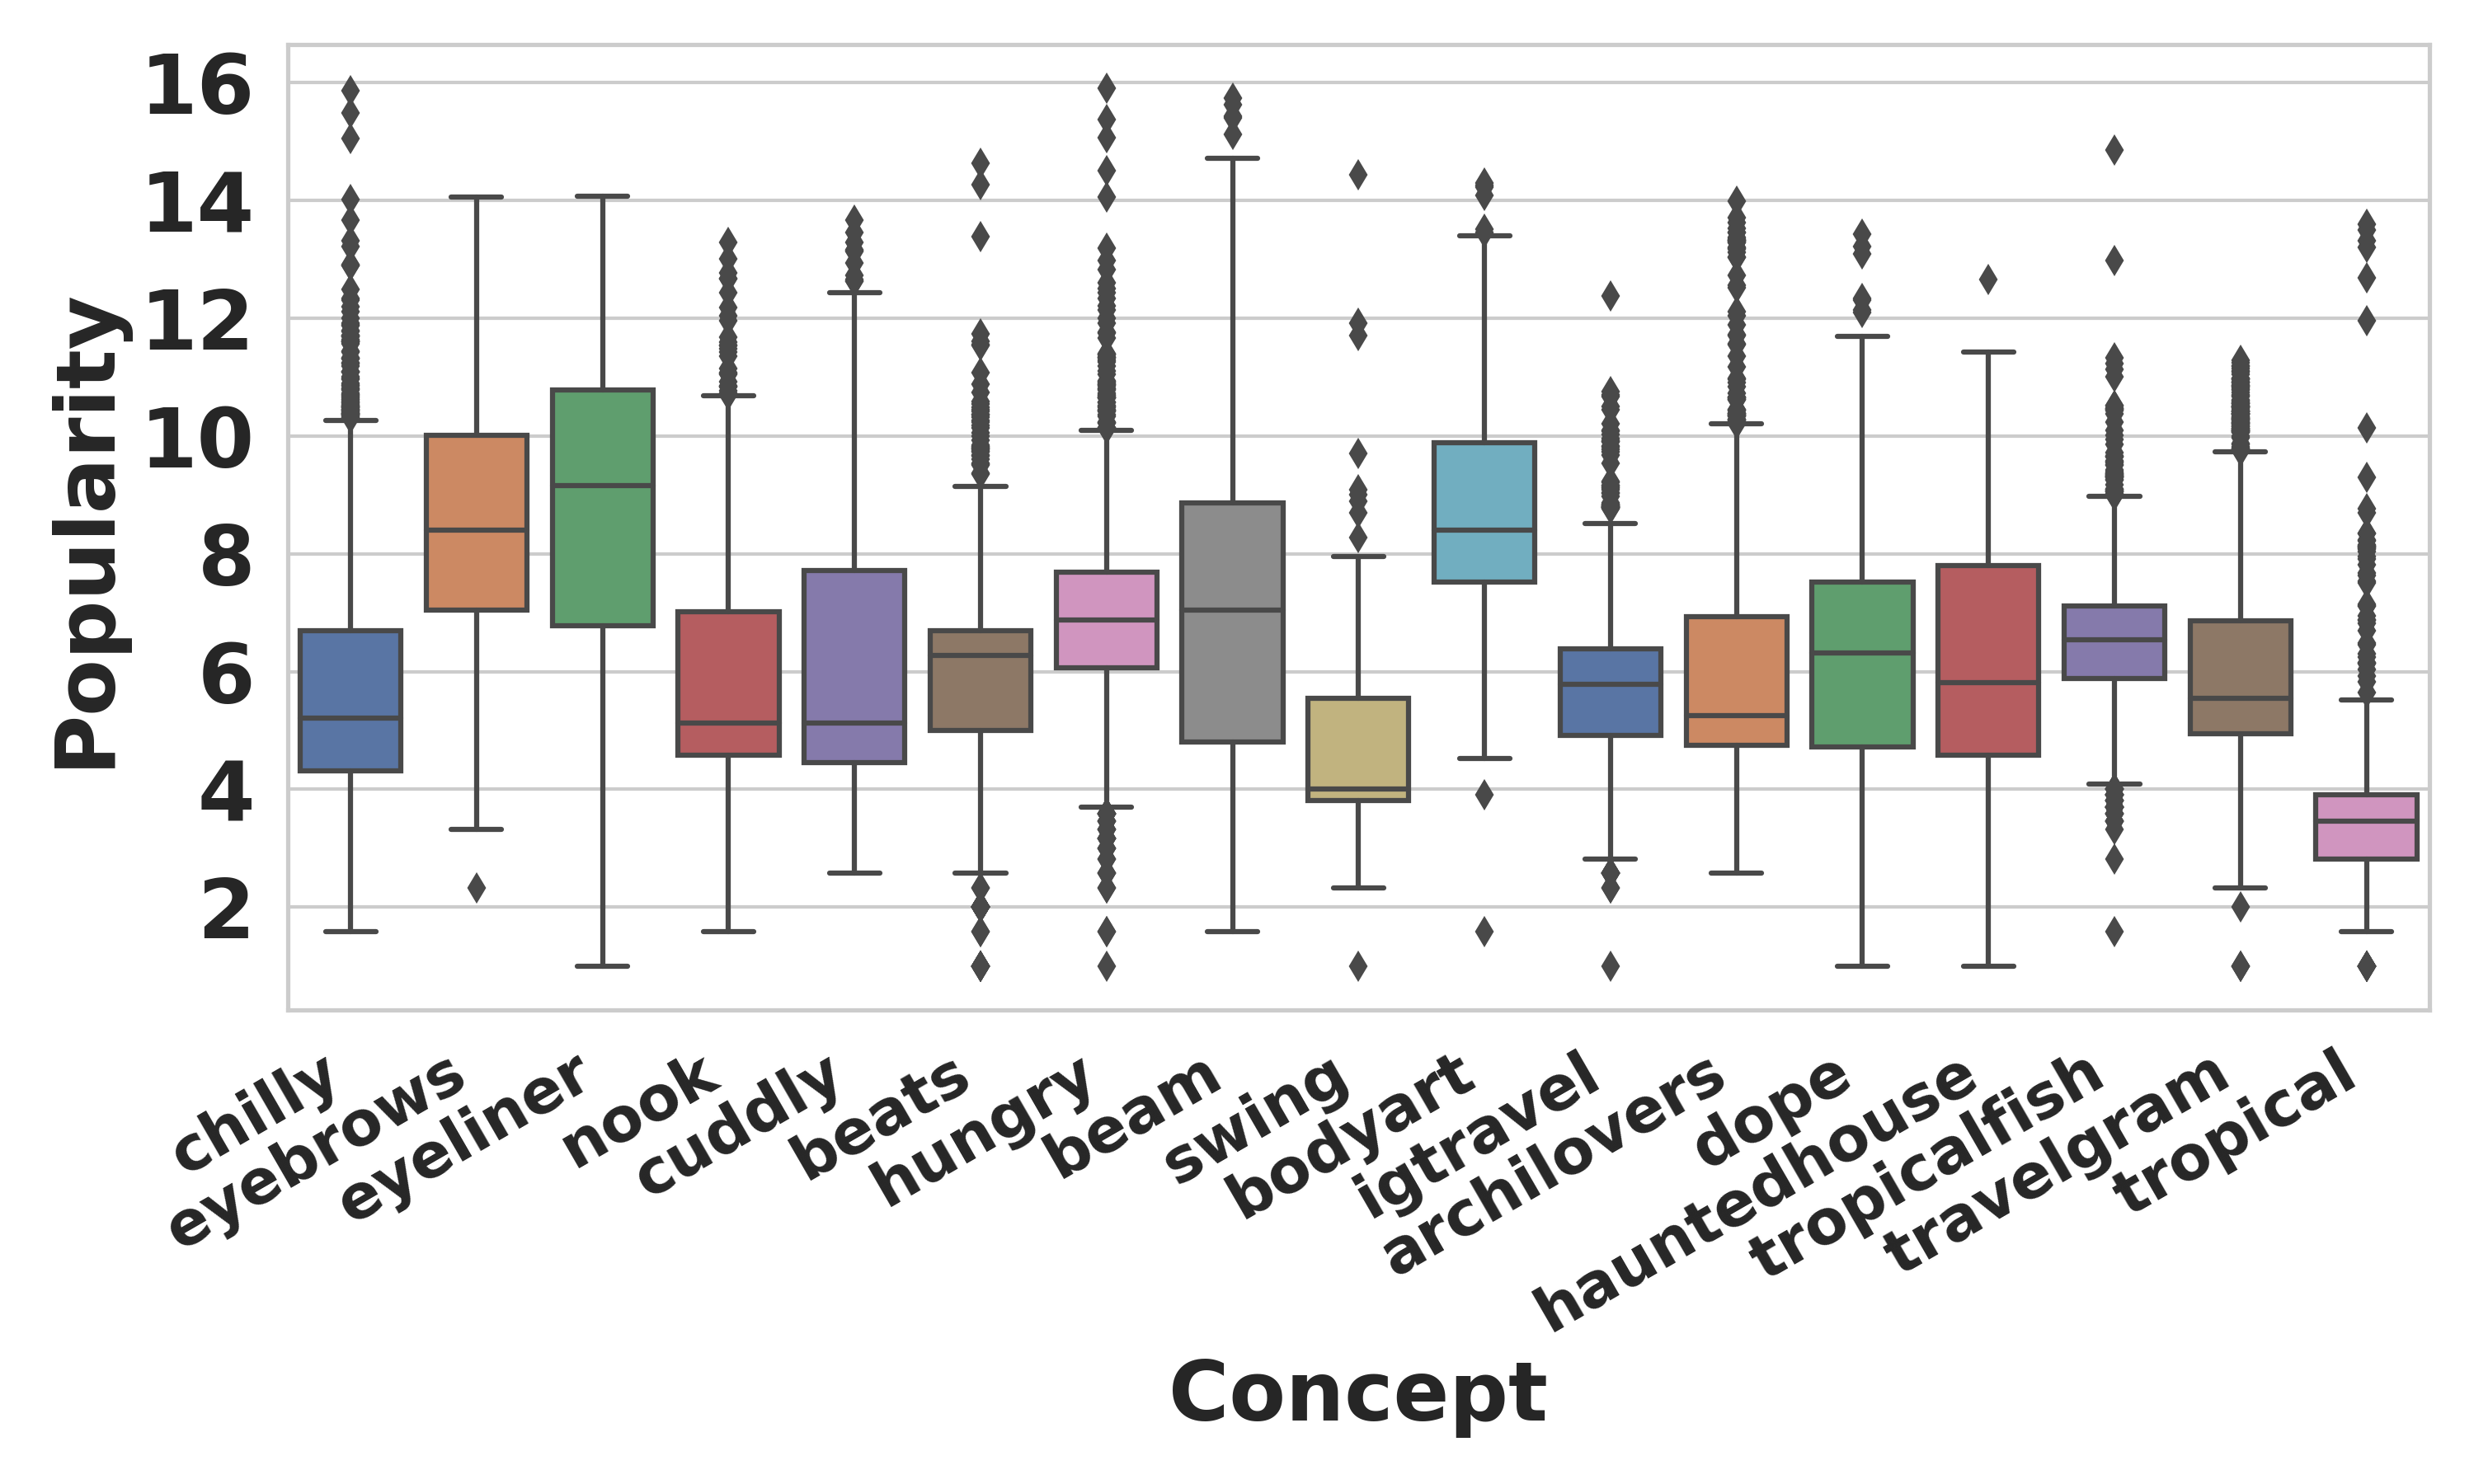 Popularity
16
14
12
10
8
6
4
2
chilly
eyebrows
eyeliner
nook
cuddly
beats
hungry
beam
swing
bodyart
igtravel
archilovers
dope
hauntedhouse
tropicalfish
travelgram
tropical
Concept